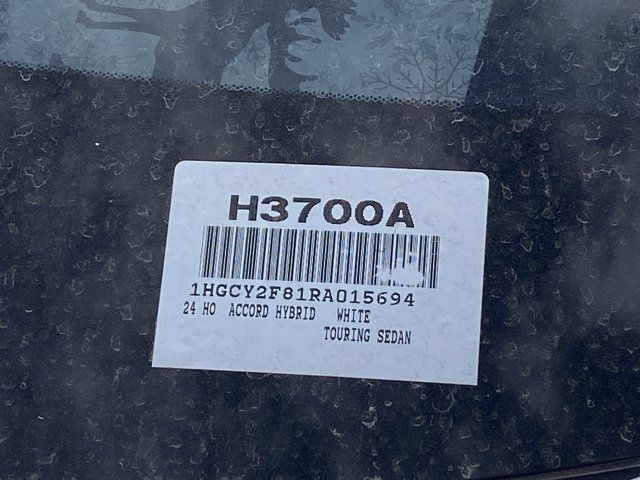 H3700A
1HGCY2F81RA015694
24 HO ACCORD HYBRID WHITE
TOURING SEDAN